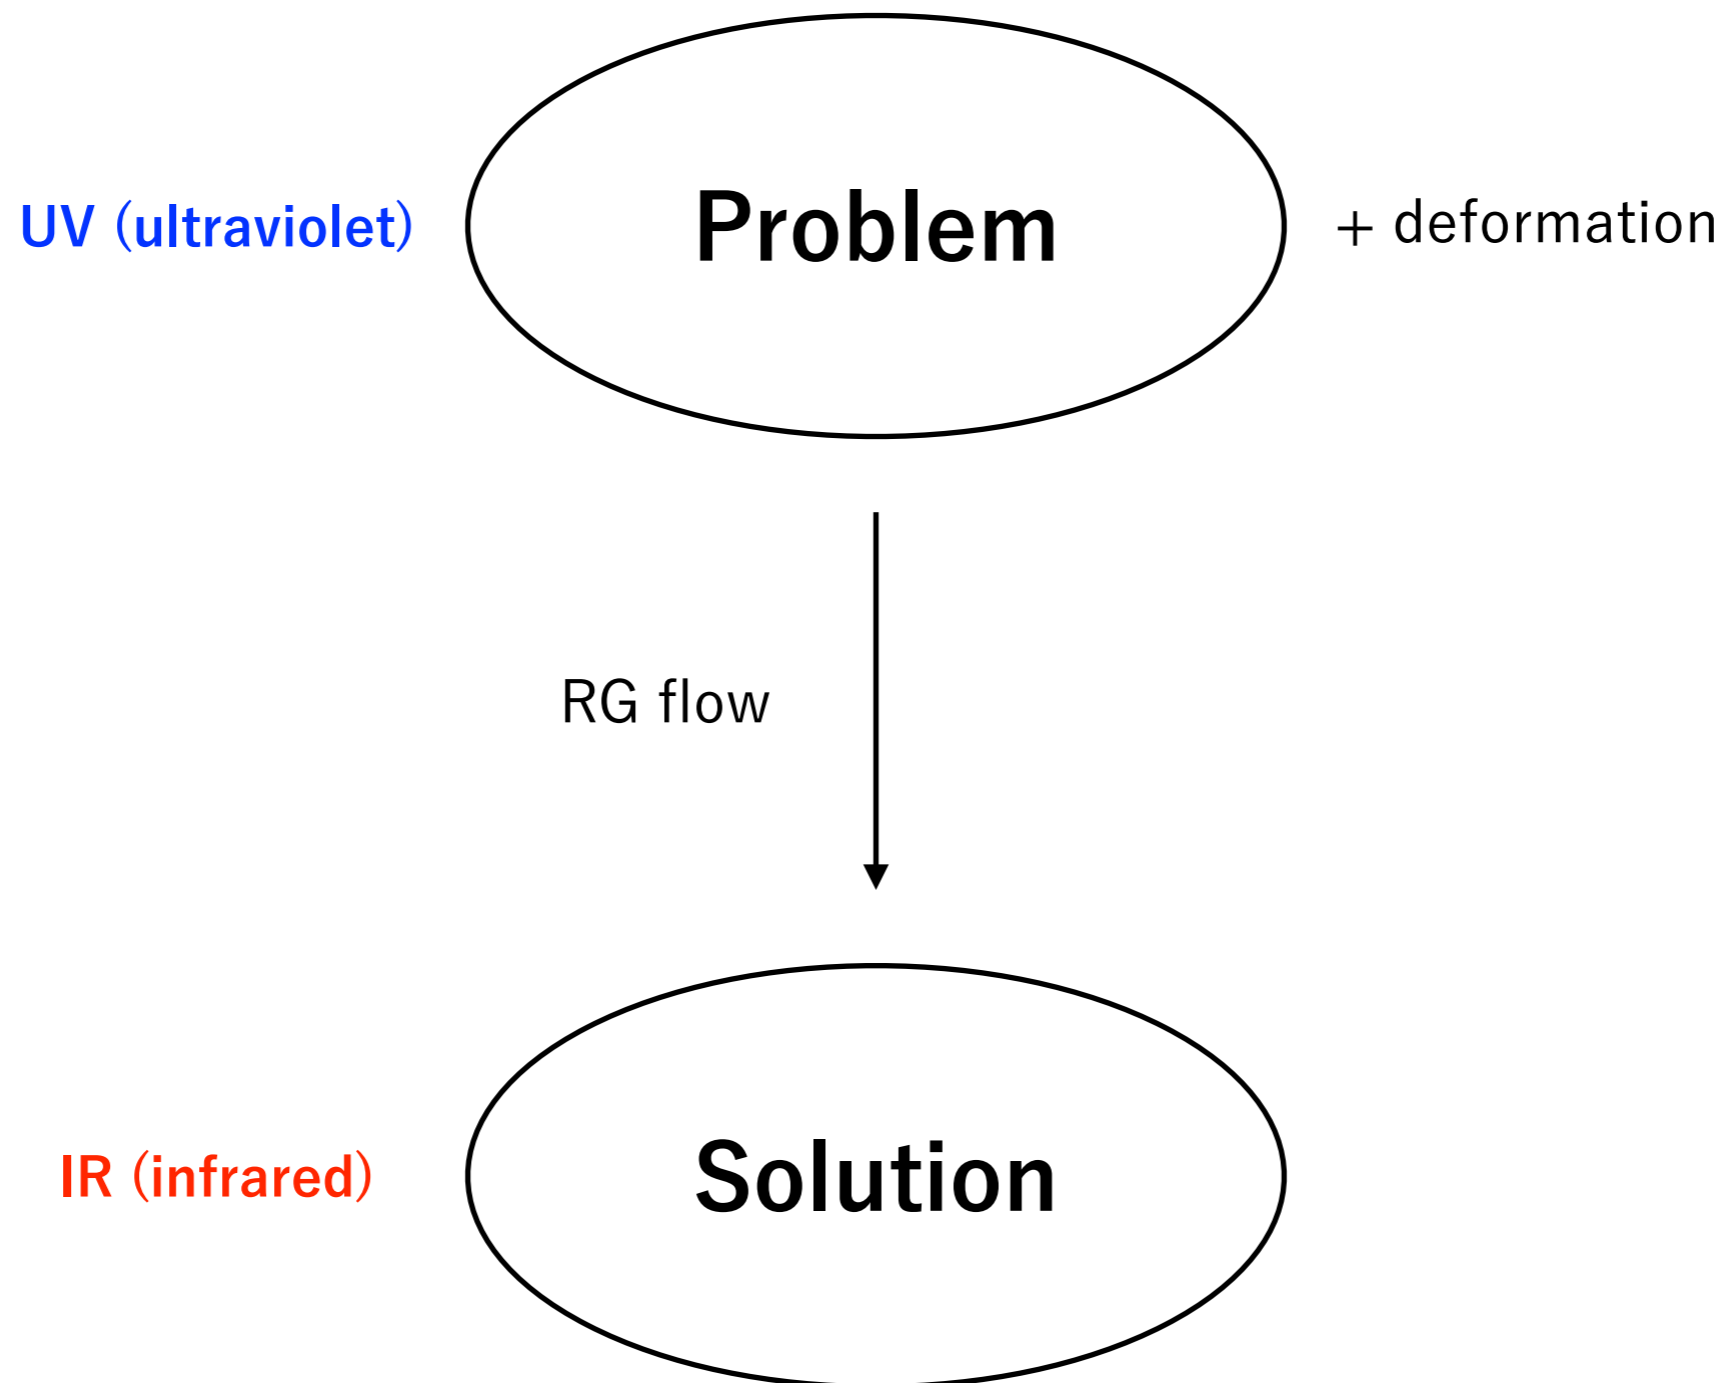 Problem
UV (ultraviolet)
+ deformation
RG flow
Solution
IR (infrared)